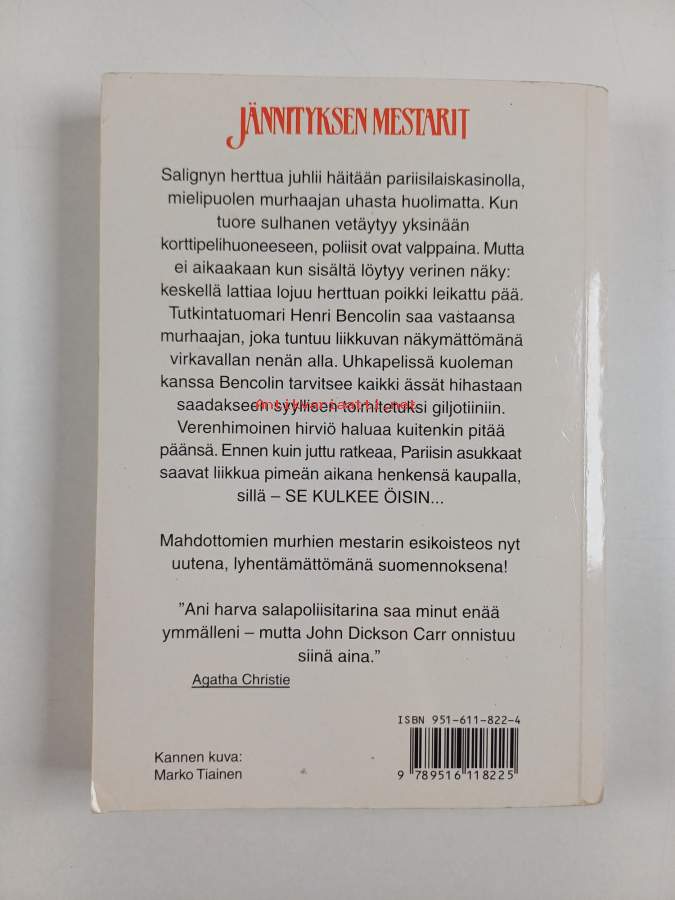 JÄNNITYKSEN MESTARIT
Salignyn herttua juhlii häitään pariisilaiskasinolla,
mielipuolen murhaajan uhasta huolimatta. Kun
tuore sulhanen vetäytyy yksinään
korttipelihuoneeseen, poliisit ovat valppaina. Mutta
ei aikaakaan kun sisältä löytyy verinen näky:
keskellä lattiaa lojuu herttuan poikki leikattu pää.
Tutkintatuomari Henri Bencolin saa vastaansa
murhaajan, joka tuntuu liikkuvan näkymättömänä
virkavallan nenän alla. Uhkapelissä kuoleman
kanssa Bencolin tarvitsee kaikki ässät hihastaan
saadakseen syyllisen toimitetuksi giljotiiniin.
Antikvariaatti.net
Verenhimoinen hirviö haluaa kuitenkin pitää
päänsä. Ennen kuin juttu ratkeaa, Pariisin asukkaat
saavat liikkua pimeän aikana henkensä kaupalla,
sillä – SE KULKEE ÖISIN...
Mahdottomien murhien mestarin esikoisteos nyt
uutena, lyhentämättömänä suomennoksena!
”Ani harva salapoliisitarina saa minut enää
ymmälleni – mutta John Dickson Carr onnistuu
siinä aina.”
Agatha Christie
ISBN 951-611-822-4
Kannen kuva:
Marko Tiainen
9 789516 118225